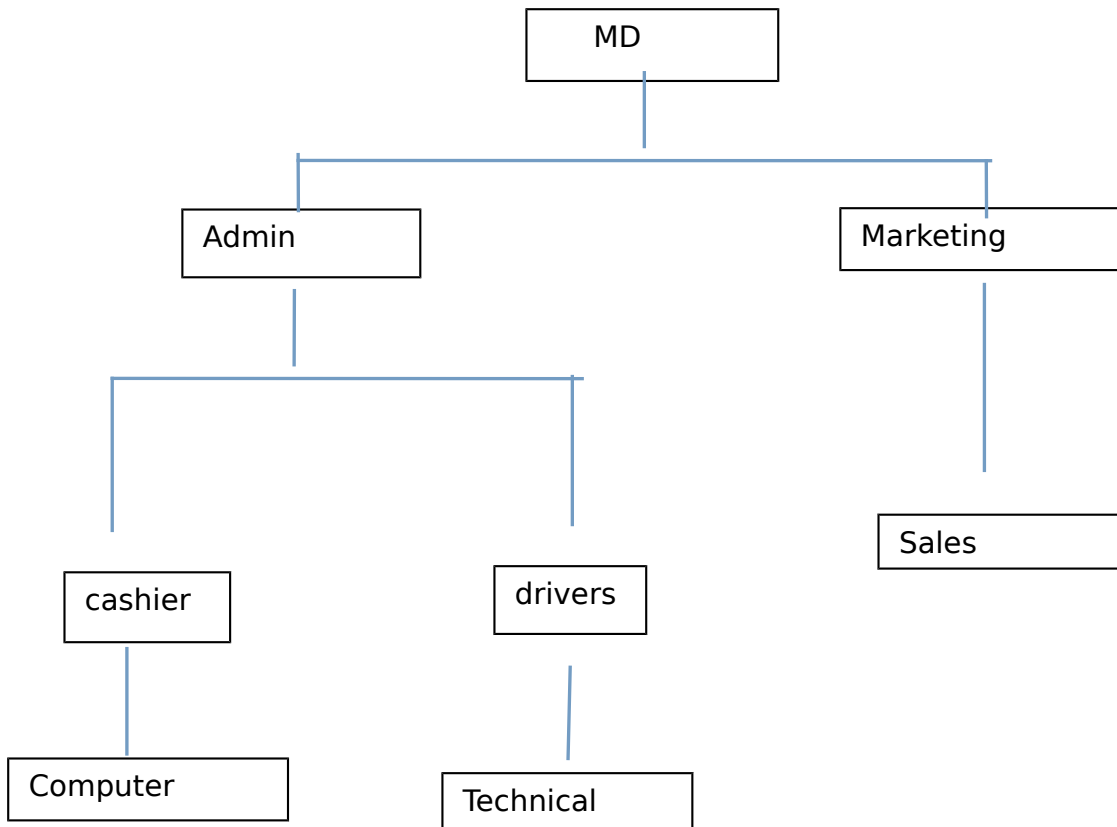 MD
Admin
Marketing
Sales
cashier
drivers
Computer
Technical